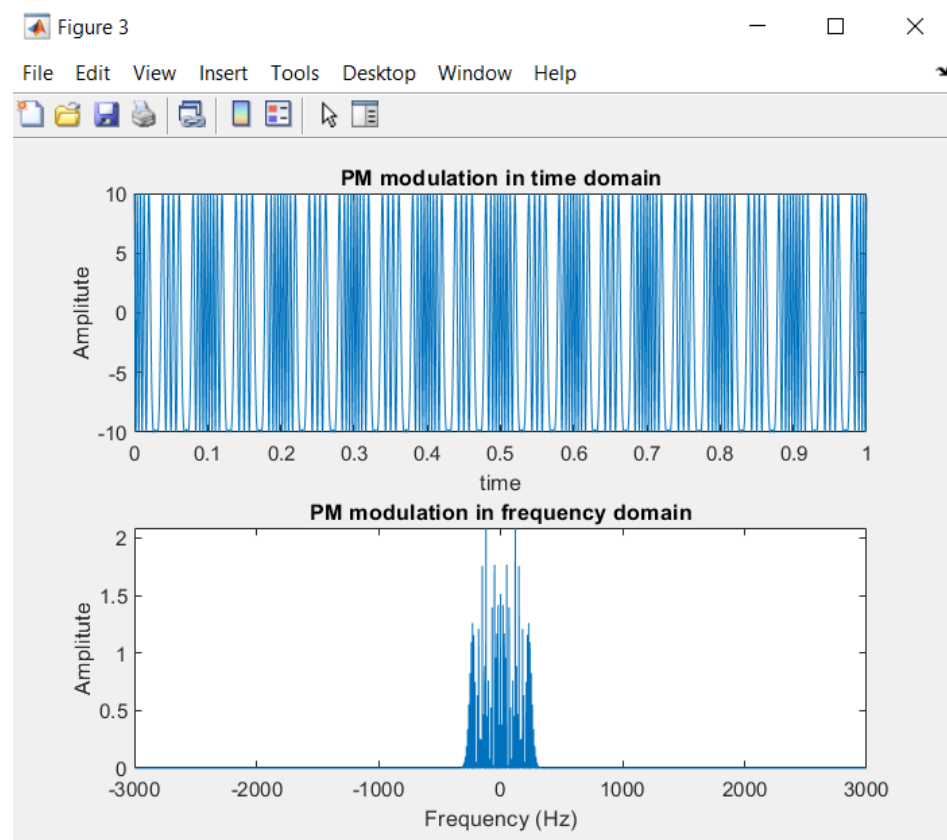 Figure 3
File Edit View Insert Tools Desktop Window Help
PM modulation in time domain
10
5
0
-5
-10
Amplitute
0 0.1 0.2 0.3 0.4 0.5 0.6 0.7 0.8 0.9 1
time
PM modulation in frequency domain
2
1.5
1
0.5
0
Amplitute
-3000 -2000 -1000 0 1000 2000 3000
Frequency (Hz)